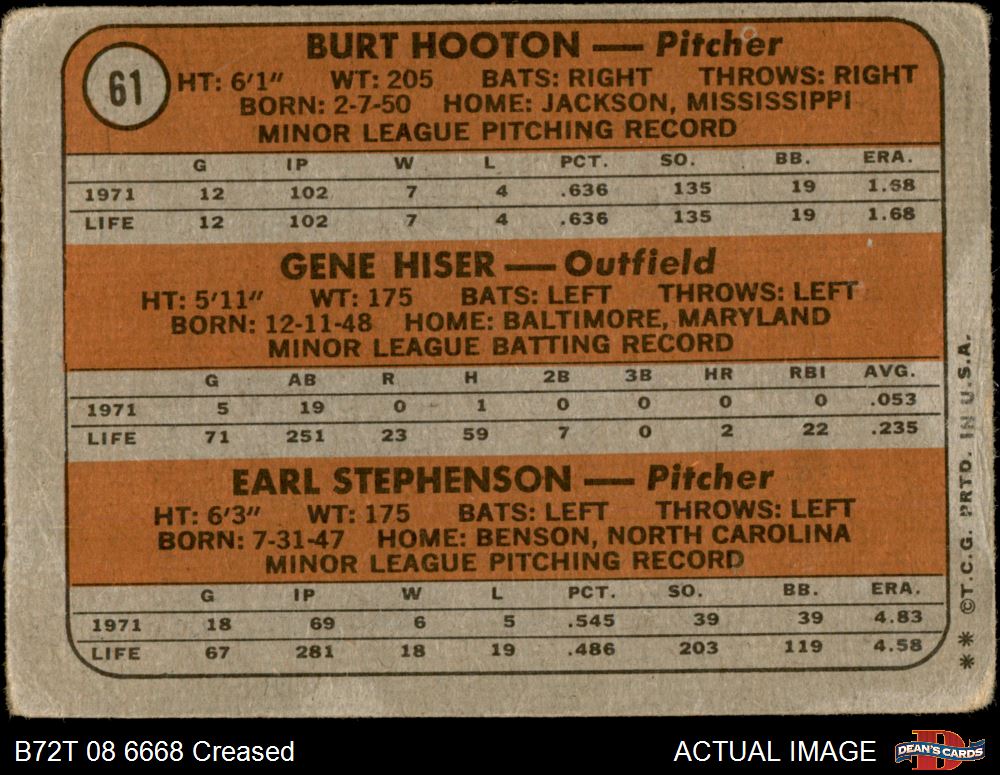 61
BURT HOOTON — Pitcher
HT: 6'1" WT: 205 BATS: RIGHT THROWS: RIGHT
BORN: 2-7-50 HOME: JACKSON, MISSISSIPPI
MINOR LEAGUE PITCHING RECORD
G IP W L PCT. SO. BB. ERA.
1971 12 102 7 4 .636 135 19 1.68
LIFE 12 102 7 4 .636 135 19 1.68
GENE HISER — Outfield
HT: 5'11" WT: 175 BATS: LEFT THROWS: LEFT
BORN: 12-11-48 HOME: BALTIMORE, MARYLAND
MINOR LEAGUE BATTING RECORD
G AB R H 2B 3B HR RBI AVG.
1971 5 19 0 1 0 0 0 0 .053
LIFE 71 251 23 59 7 0 2 22 .235
EARL STEPHENSON — Pitcher
HT: 6'3" WT: 175 BATS: LEFT THROWS: LEFT
BORN: 7-31-47 HOME: BENSON, NORTH CAROLINA
MINOR LEAGUE PITCHING RECORD
G IP W L PCT. SO. BB. ERA.
1971 18 69 6 5 .545 39 39 4.83
LIFE 67 281 18 19 .486 203 119 4.58
** ©T.C.G. PRTD. IN U.S.A.
B72T 08 6668 Creased
ACTUAL IMAGE
DEAN'S CARDS